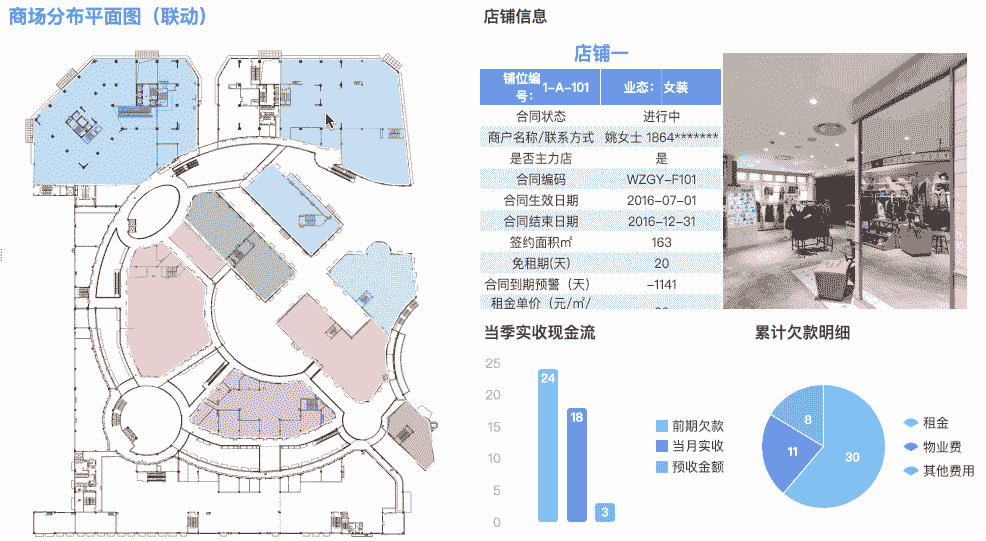 商场分布平面图（联动）
店铺信息
店铺一
铺位编号： 1-A-101 业态： 女装
合同状态 进行中
商户名称/联系方式 姚女士 1864*******
是否主力店 是
合同编码 WZGY-F101
合同生效日期 2016-07-01
合同结束日期 2016-12-31
签约面积㎡ 163
免租期(天) 20
合同到期预警（天） -1141
租金单价（元/㎡/
当季实收现金流
25
20
15
10
5
0
24
18
3
前期欠款
当月实收
预收金额
累计欠款明细
8
11
30
租金
物业费
其他费用